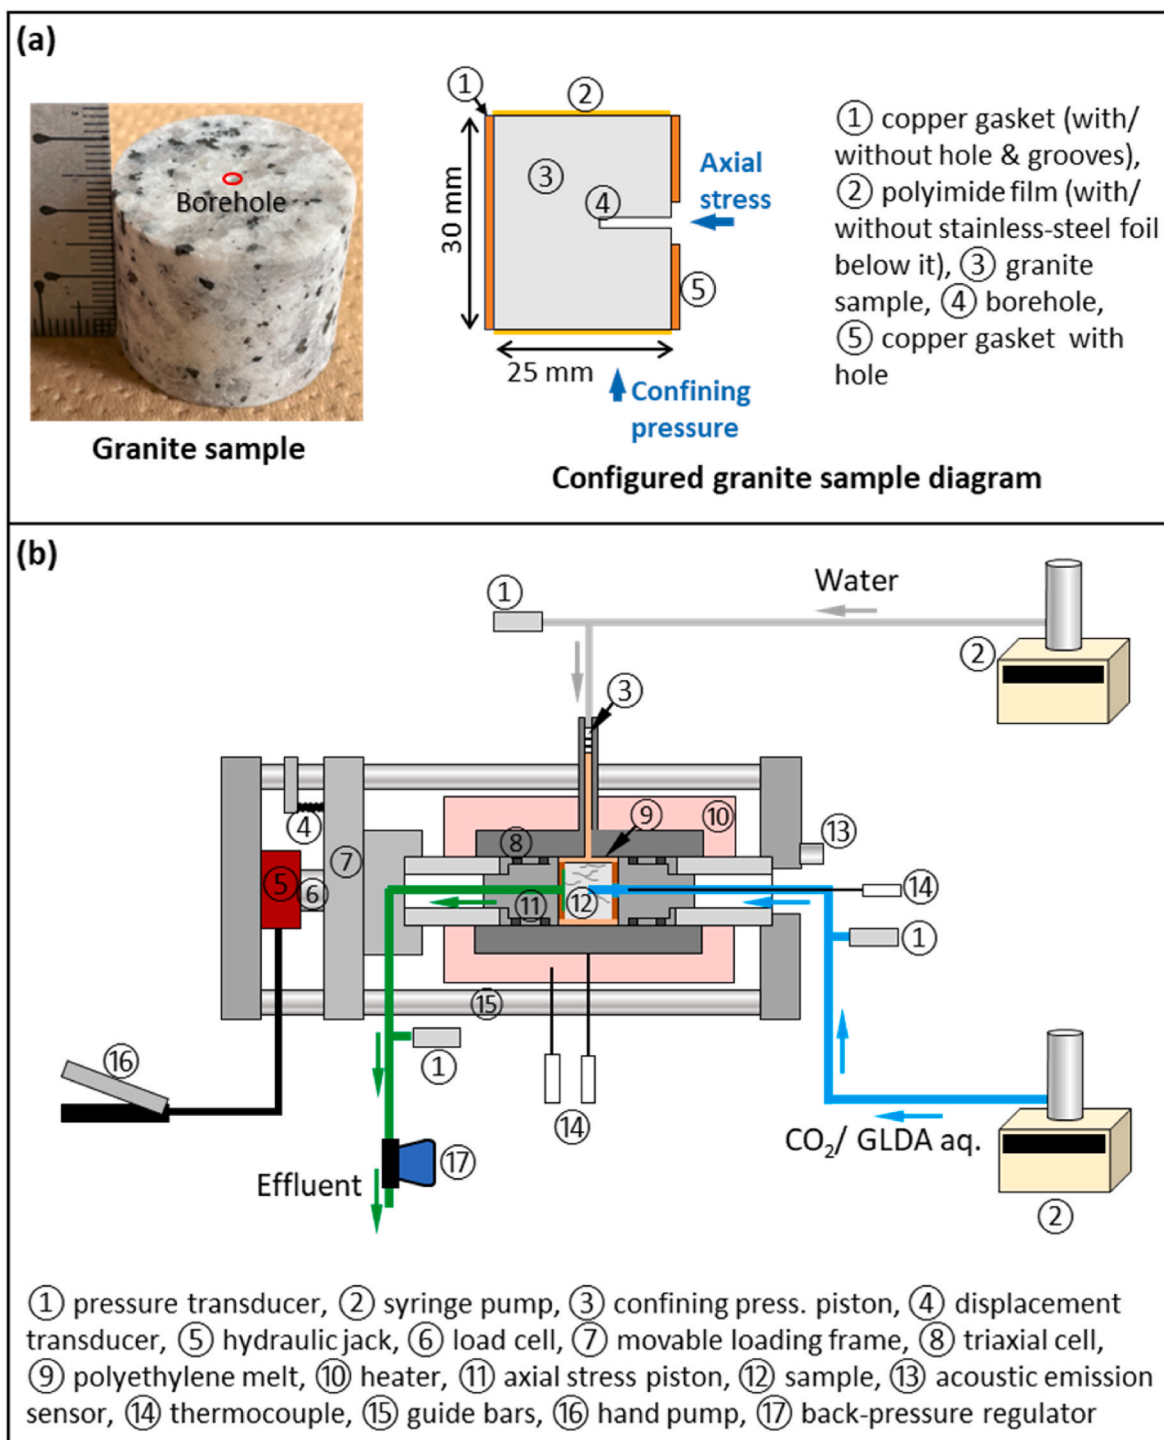 (a)
Borehole
Granite sample
①
②
③
④
⑤
30 mm
25 mm
Axial
stress
Confining
pressure
Configured granite sample diagram
① copper gasket (with/
without hole & grooves),
② polyimide film (with/
without stainless-steel foil
below it), ③ granite
sample, ④ borehole,
⑤ copper gasket with
hole
(b)
①
Water
②
③
④
⑤
⑥
⑦
⑧
⑨
⑩
⑬
⑪
⑫
⑭
①
⑮
①
⑯
⑭
⑰
Effluent
CO₂/ GLDA aq.
②
① pressure transducer, ② syringe pump, ③ confining press. piston, ④ displacement
transducer, ⑤ hydraulic jack, ⑥ load cell, ⑦ movable loading frame, ⑧ triaxial cell,
⑨ polyethylene melt, ⑩ heater, ⑪ axial stress piston, ⑫ sample, ⑬ acoustic emission
sensor, ⑭ thermocouple, ⑮ guide bars, ⑯ hand pump, ⑰ back-pressure regulator